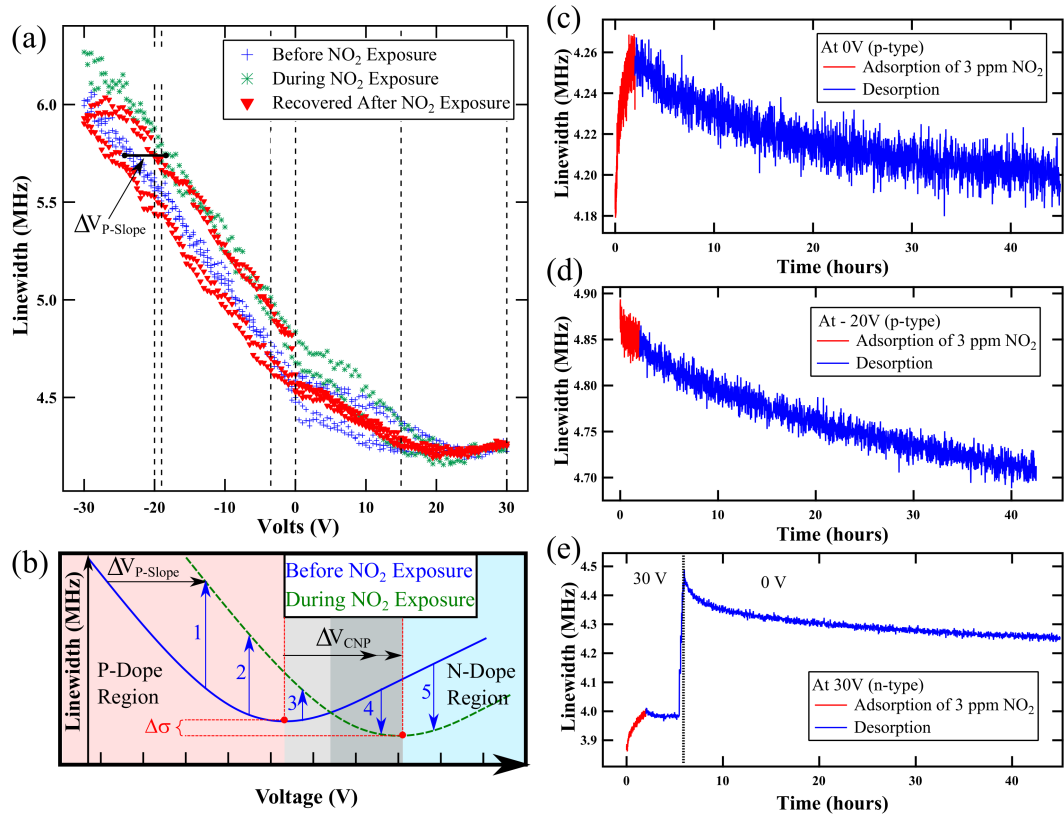 (a)
Before NO₂ Exposure
During NO₂ Exposure
Recovered After NO₂ Exposure
ΔV_P-Slope
Linewidth (MHz)
6.0
5.5
5.0
4.5
-30
-20
-10
0
10
20
30
Volts (V)
(b)
ΔV_P-Slope
Before NO₂ Exposure
During NO₂ Exposure
ΔV_CNP
P-Dope
Region
N-Dope
Region
1
2
3
4
5
Δσ
Linewidth (MHz)
Voltage (V)
(c)
At 0V (p-type)
Adsorption of 3 ppm NO₂
Desorption
Linewidth (MHz)
4.26
4.24
4.22
4.20
4.18
0
10
20
30
40
Time (hours)
(d)
At - 20V (p-type)
Adsorption of 3 ppm NO₂
Desorption
Linewidth (MHz)
4.90
4.85
4.80
4.75
4.70
0
10
20
30
40
Time (hours)
(e)
30 V
0 V
At 30V (n-type)
Adsorption of 3 ppm NO₂
Desorption
Linewidth (MHz)
4.5
4.4
4.3
4.2
4.1
4.0
3.9
0
10
20
30
40
Time (hours)